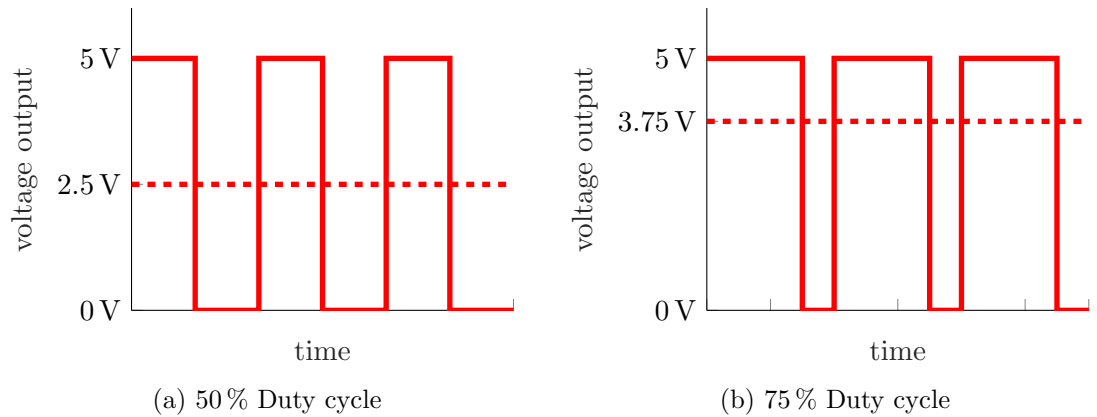 voltage output
5 V
2.5 V
0 V
time
(a) 50 % Duty cycle
voltage output
5 V
3.75 V
0 V
time
(b) 75 % Duty cycle